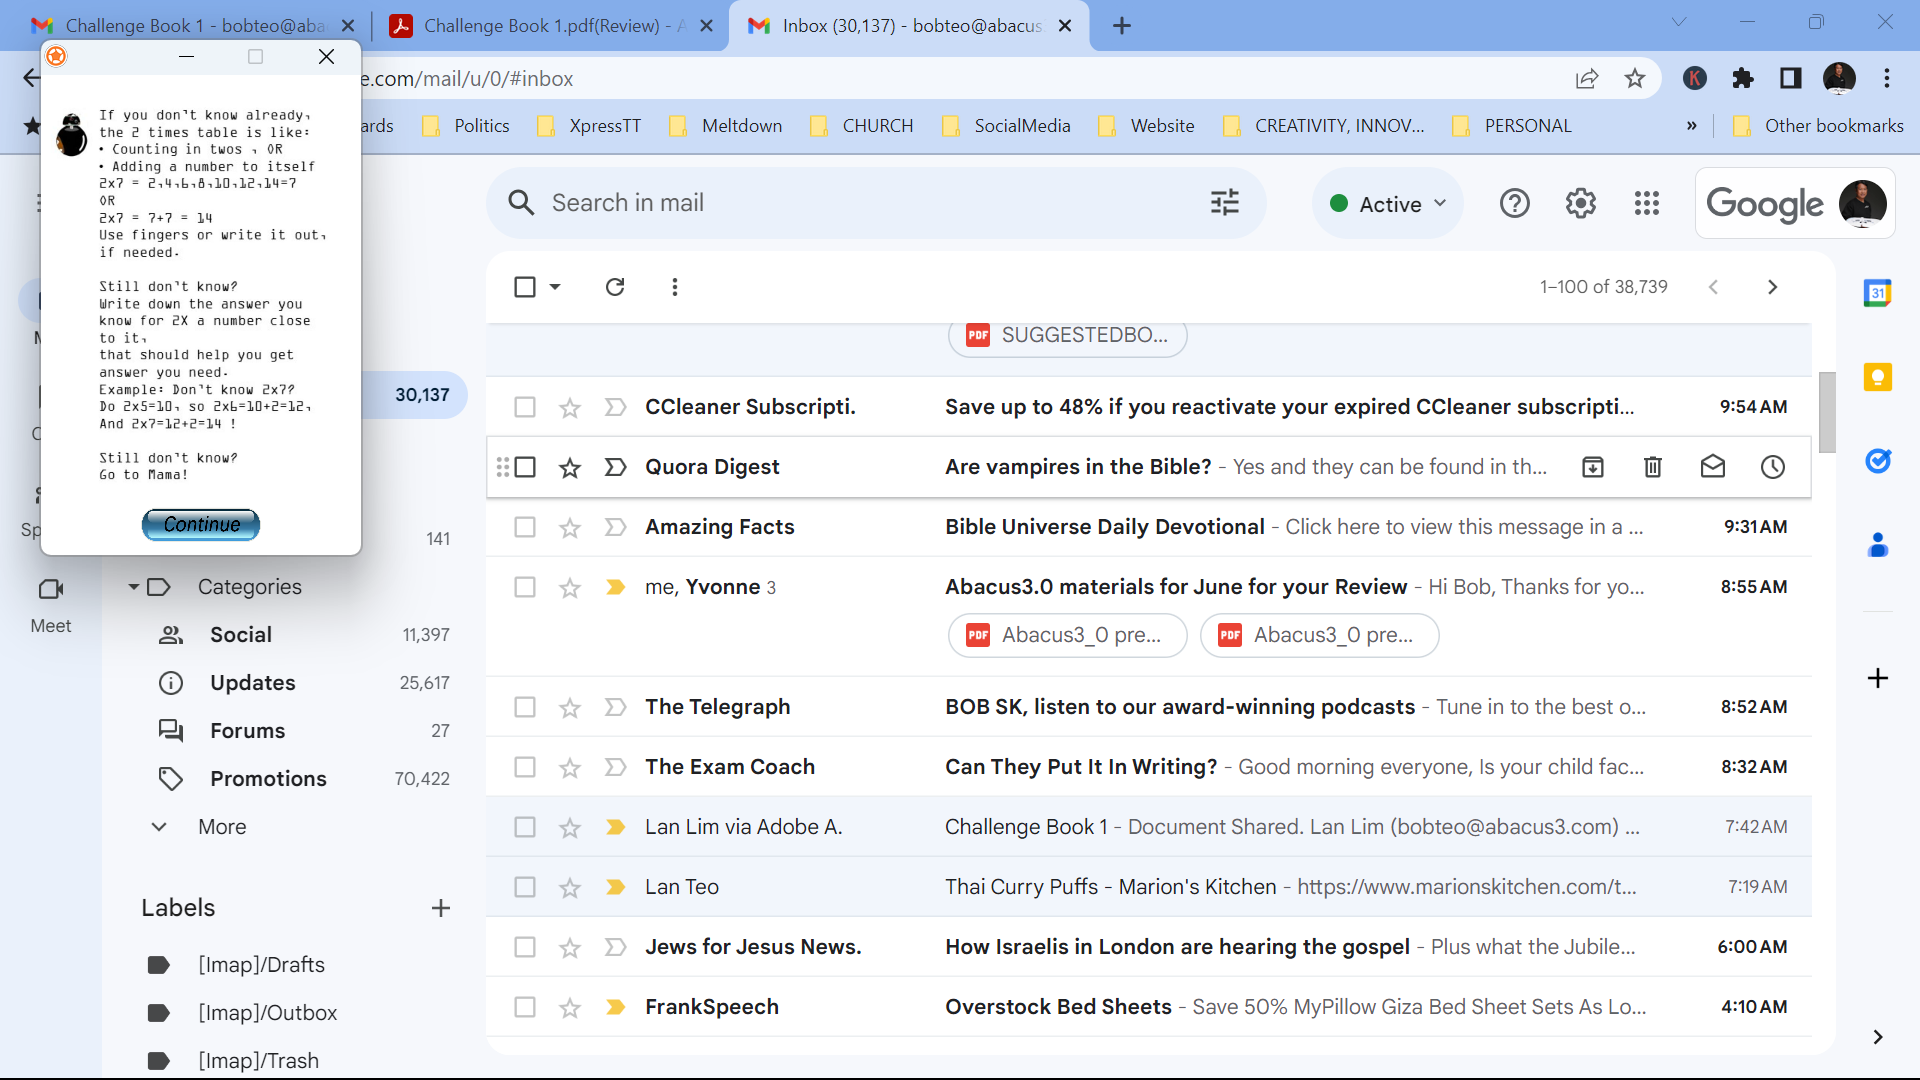 Challenge Book 1 - bobteo@aba
Challenge Book 1.pdf(Review) - A
Inbox (30,137) - bobteo@abacus
e.com/mail/u/0/#inbox
K
ards
Politics
XpressTT
Meltdown
CHURCH
SocialMedia
Website
CREATIVITY, INNOV...
PERSONAL
»
Other bookmarks
If you don't know already,
the 2 times table is like:
• Counting in twos , OR
• Adding a number to itself
2x7 = 2,4,6,8,10,12,14=7
OR
2x7 = 7+7 = 14
Use fingers or write it out,
if needed.
Still don't know?
Write down the answer you
know for 2X a number close
to it,
that should help you get
answer you need.
Example: Don't know 2x7?
Do 2x5=10, so 2x6=10+2=12,
And 2x7=12+2=14 !
Still don't know?
Go to Mama!
Continue
Search in mail
Active
Google
1–100 of 38,739
31
30,137
141
Sp
Meet
Categories
Social 11,397
Updates 25,617
Forums 27
Promotions 70,422
More
Labels
[Imap]/Drafts
[Imap]/Outbox
[Imap]/Trash
PDF SUGGESTEDBO...
CCleaner Subscripti. Save up to 48% if you reactivate your expired CCleaner subscripti... 9:54 AM
Quora Digest Are vampires in the Bible? - Yes and they can be found in th...
Amazing Facts Bible Universe Daily Devotional - Click here to view this message in a ... 9:31 AM
me, Yvonne 3 Abacus3.0 materials for June for your Review - Hi Bob, Thanks for yo... 8:55 AM
PDF Abacus3_0 pre... PDF Abacus3_0 pre...
The Telegraph BOB SK, listen to our award-winning podcasts - Tune in to the best o... 8:52 AM
The Exam Coach Can They Put It In Writing? - Good morning everyone, Is your child fac... 8:32 AM
Lan Lim via Adobe A. Challenge Book 1 - Document Shared. Lan Lim (bobteo@abacus3.com) ... 7:42 AM
Lan Teo Thai Curry Puffs - Marion's Kitchen - https://www.marionskitchen.com/t... 7:19 AM
Jews for Jesus News. How Israelis in London are hearing the gospel - Plus what the Jubile... 6:00 AM
FrankSpeech Overstock Bed Sheets - Save 50% MyPillow Giza Bed Sheet Sets As Lo... 4:10 AM